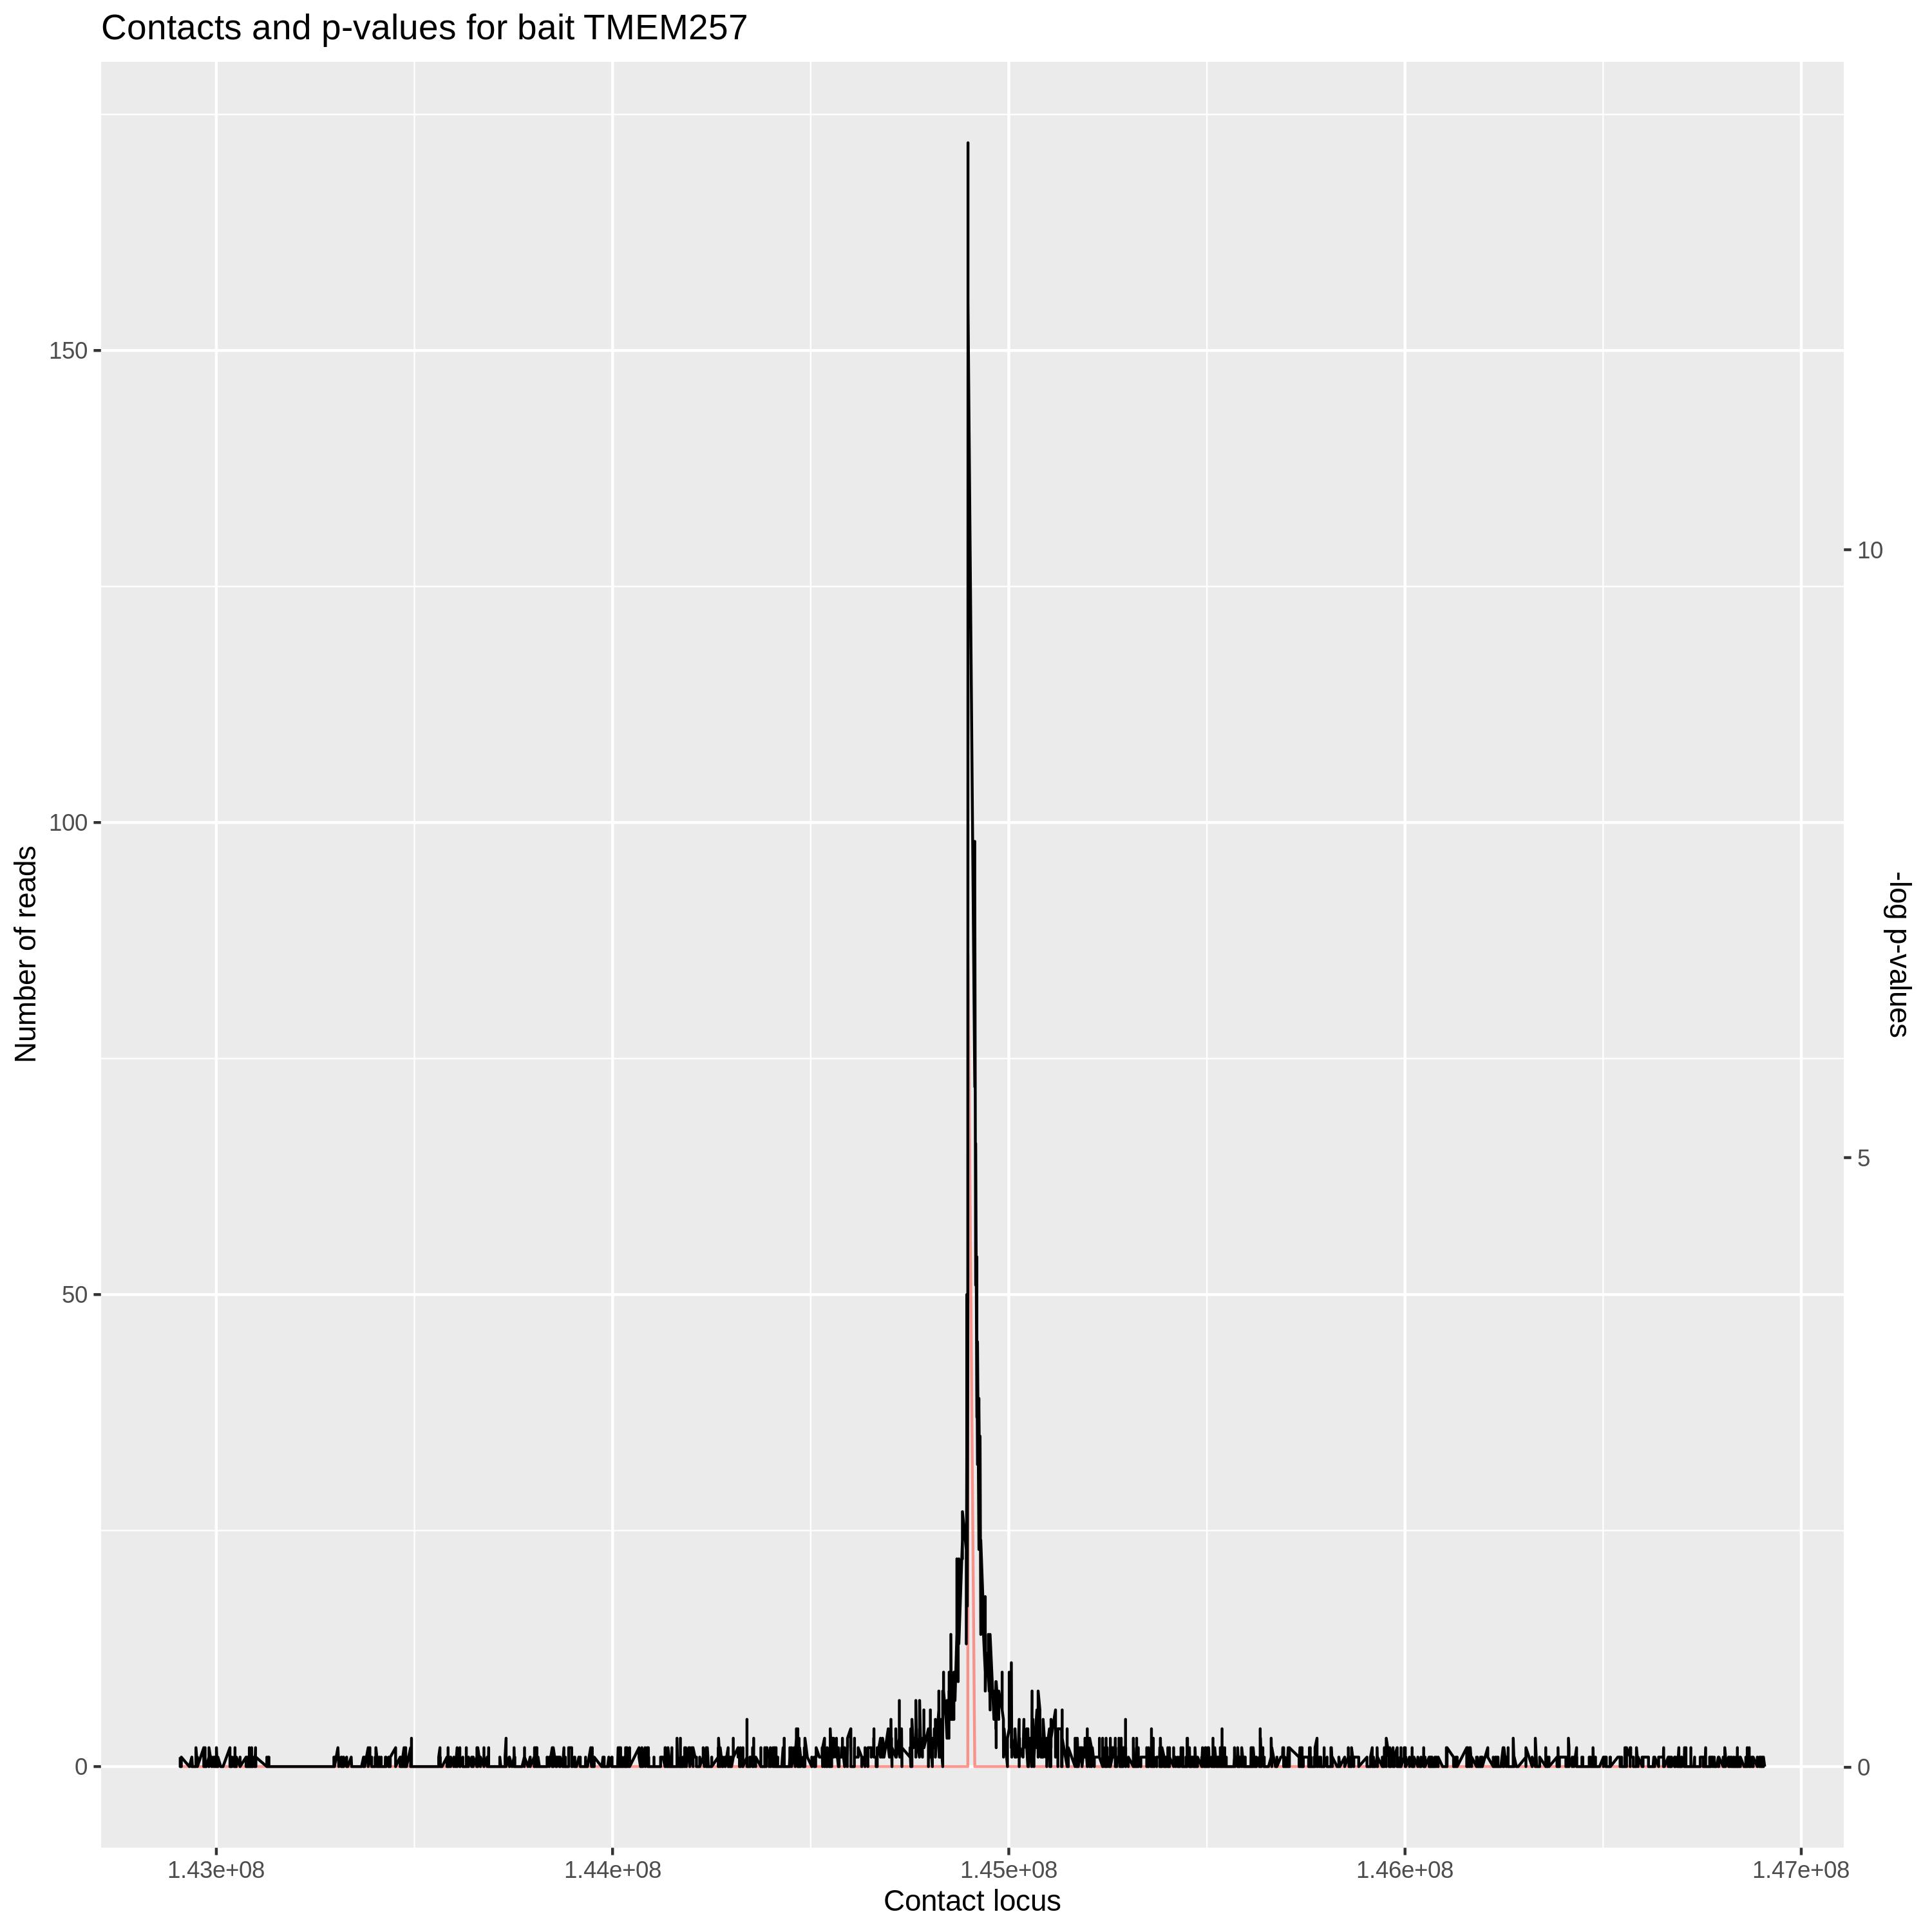 Contacts and p-values for bait TMEM257
150
100
50
0
Number of reads
10
5
0
-log p-values
1.43e+08
1.44e+08
1.45e+08
1.46e+08
1.47e+08
Contact locus